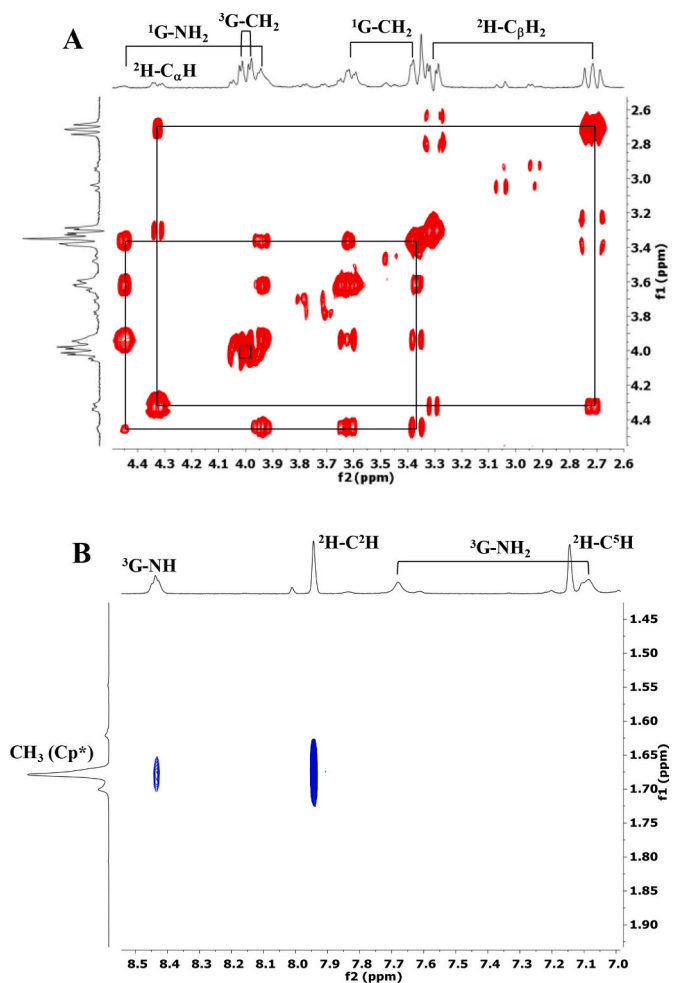 A
³G-CH₂
¹G-NH₂
¹G-CH₂
²H-CβH₂
²H-CαH
2.6
2.8
3.0
3.2
3.4
3.6
3.8
4.0
4.2
4.4
f1 (ppm)
4.4 4.3 4.2 4.1 4.0 3.9 3.8 3.7 3.6 3.5 3.4 3.3 3.2 3.1 3.0 2.9 2.8 2.7 2.6
f2 (ppm)
B
³G-NH
²H-C²H
³G-NH₂
²H-C⁵H
CH₃ (Cp*)
1.45
1.50
1.55
1.60
1.65
1.70
1.75
1.80
1.85
1.90
f1 (ppm)
8.5 8.4 8.3 8.2 8.1 8.0 7.9 7.8 7.7 7.6 7.5 7.4 7.3 7.2 7.1 7.0
f2 (ppm)